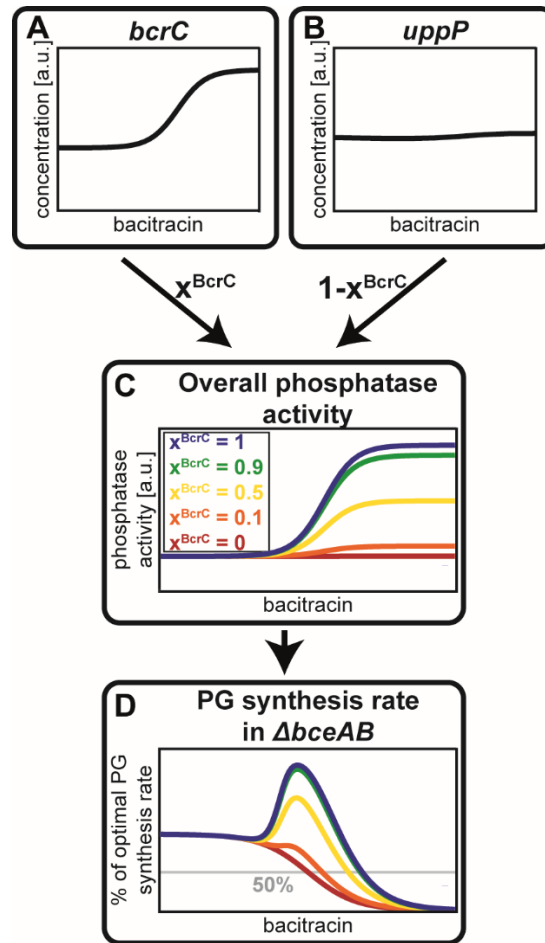 A
bcrC
concentration [a.u.]
bacitracin
B
uppP
concentration [a.u.]
bacitracin
x^BcrC
1-x^BcrC
C
Overall phosphatase
activity
phosphatase
activity [a.u.]
x^BcrC = 1
x^BcrC = 0.9
x^BcrC = 0.5
x^BcrC = 0.1
x^BcrC = 0
bacitracin
D
PG synthesis rate
in ΔbceAB
% of optimal PG
synthesis rate
50%
bacitracin